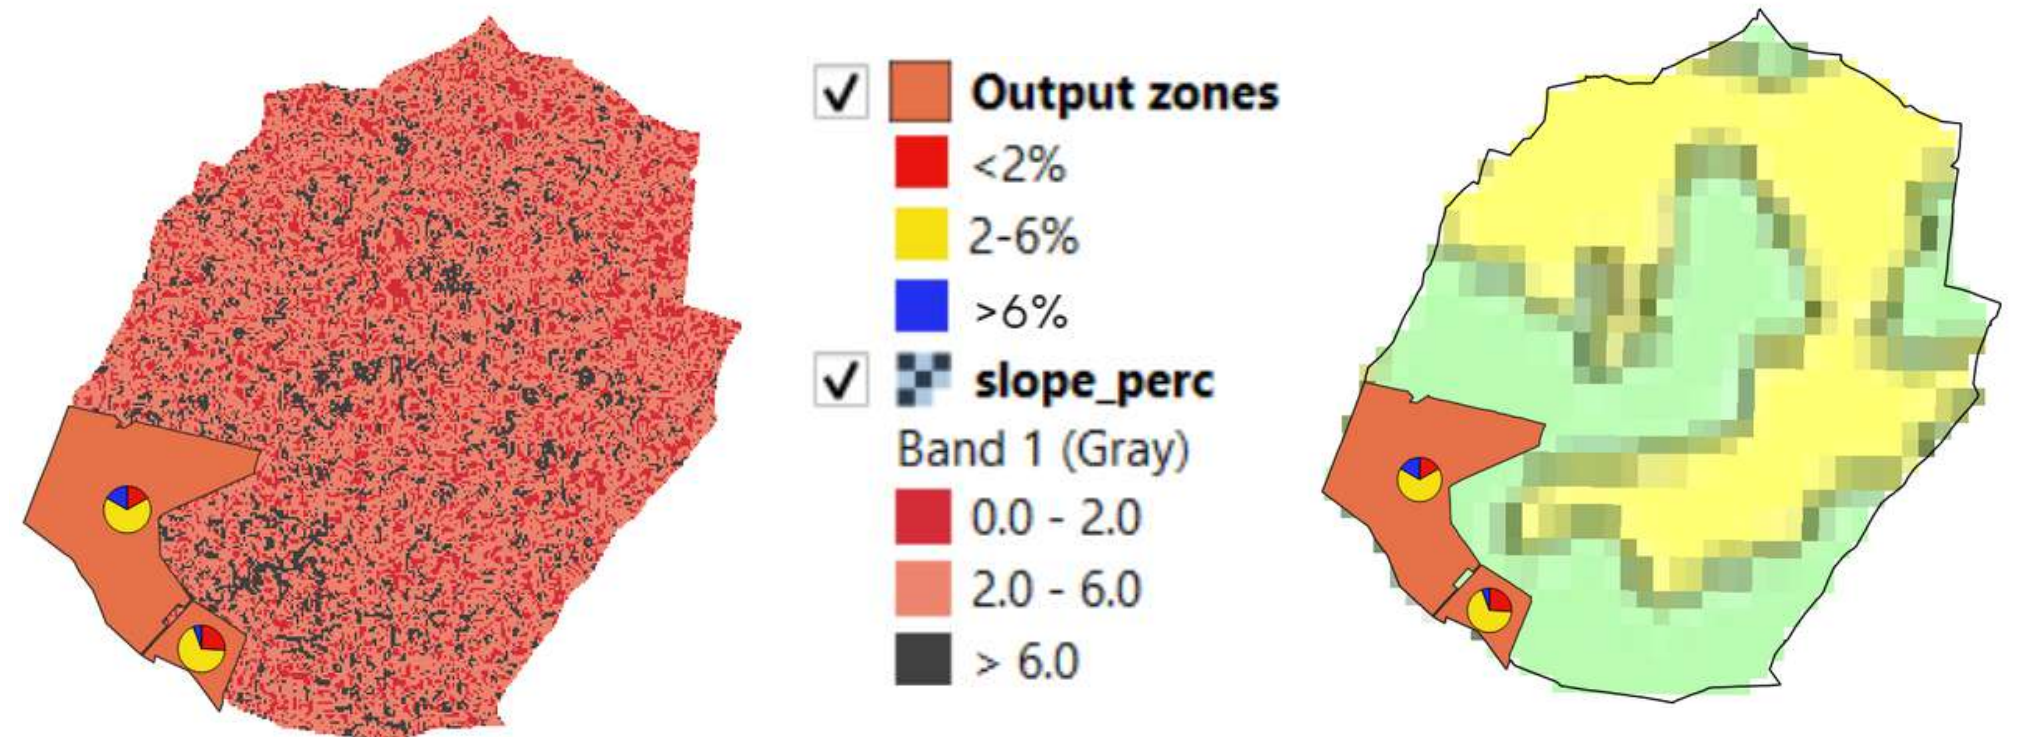 Output zones
<2%
2-6%
>6%
slope_perc
Band 1 (Gray)
0.0 - 2.0
2.0 - 6.0
> 6.0